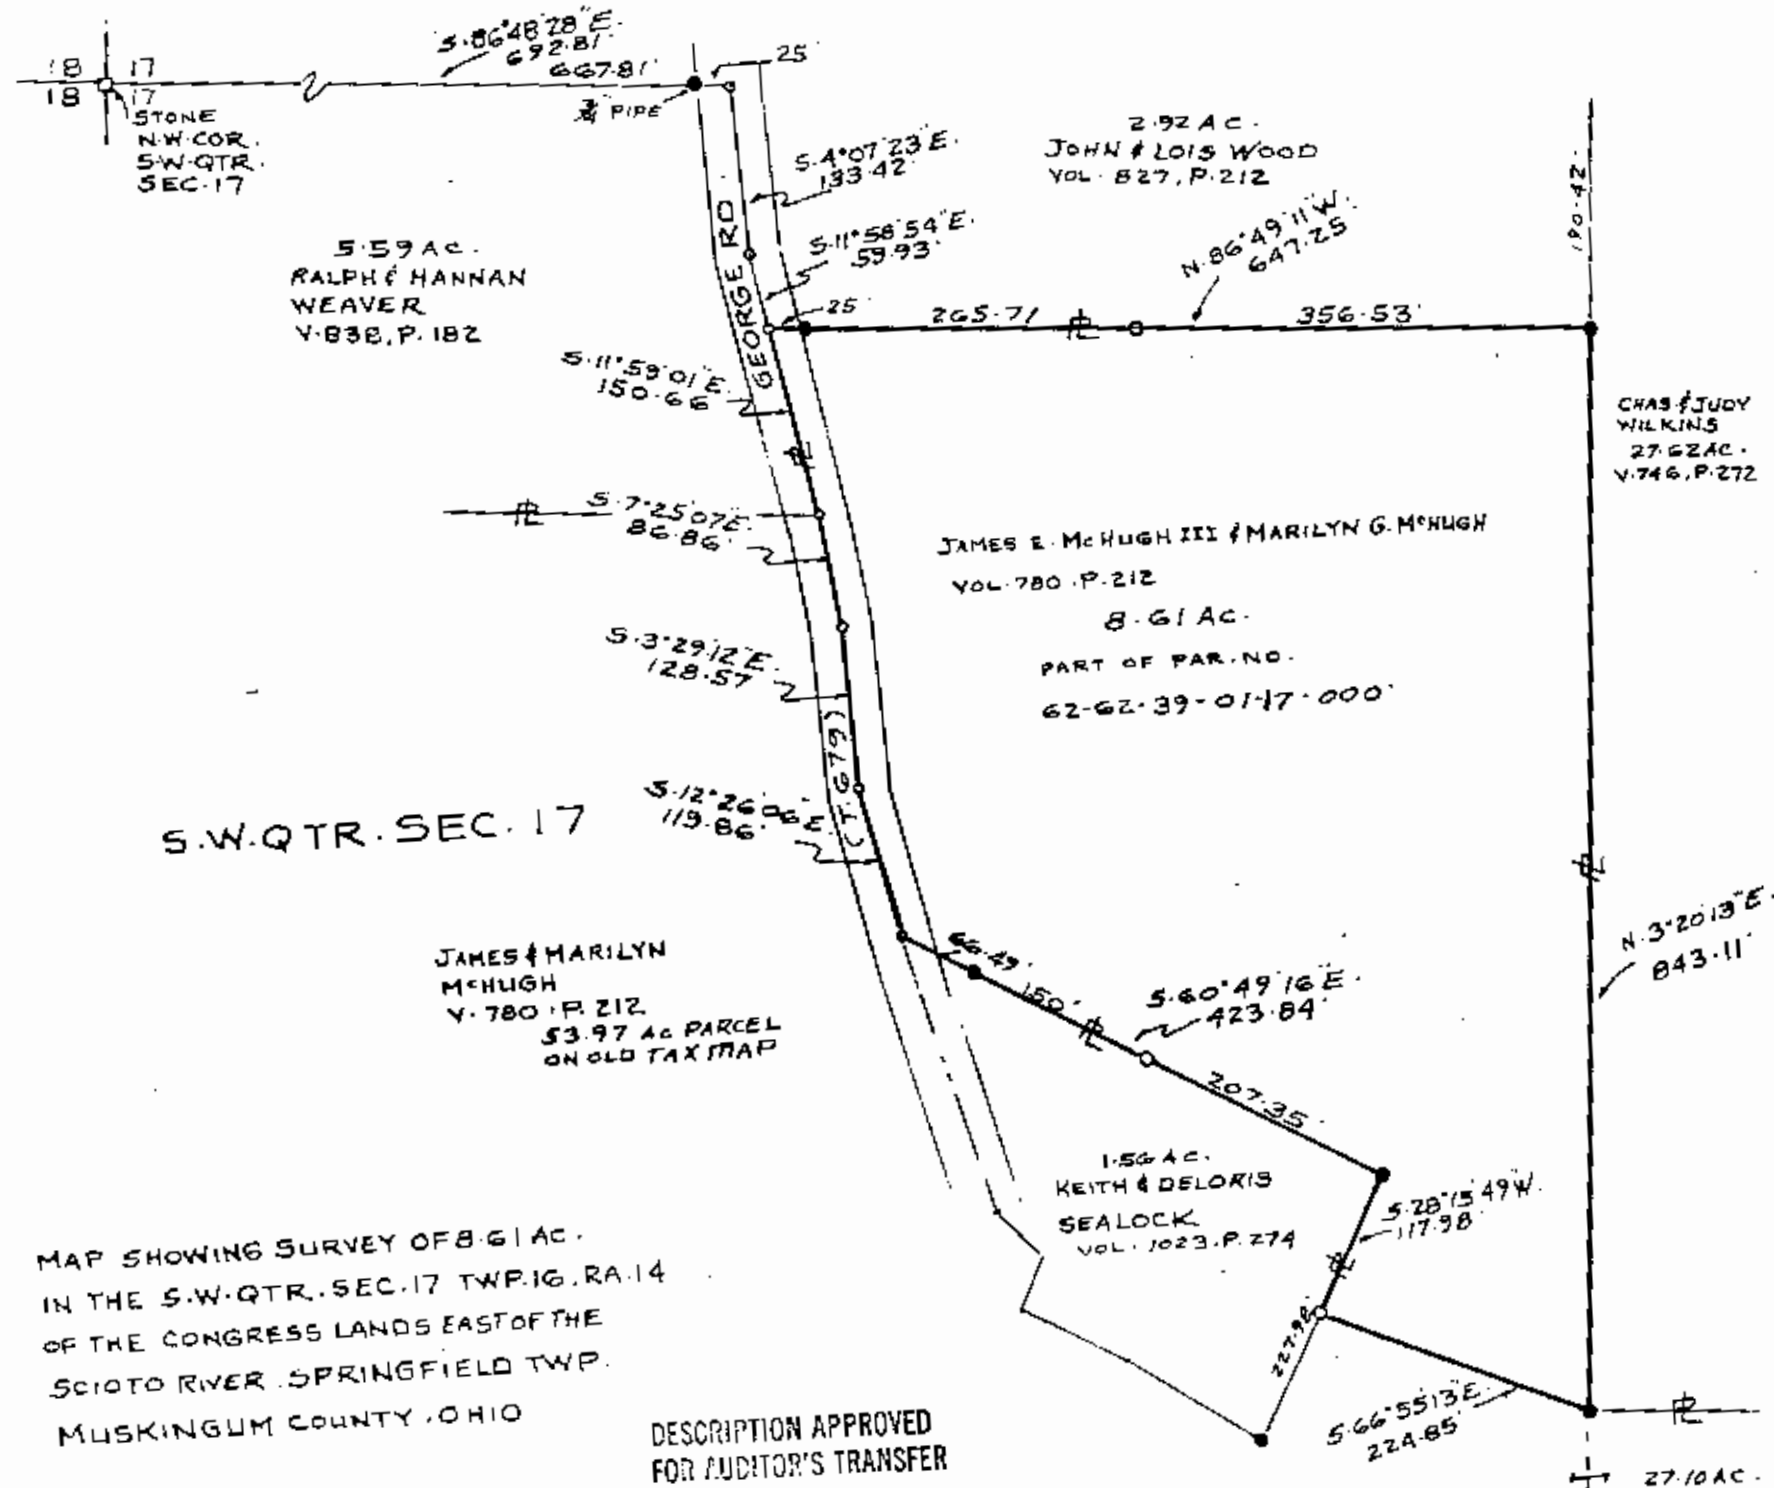 S.86°48'28"E.
692.81'
667.81'
25'
18 17
18 17
STONE
N.W.COR.
S.W.QTR.
SEC.17
3/4" PIPE
S.4°07'23"E.
133.42'
2.92 AC.
JOHN & LOIS WOOD
VOL. 827, P.212
190.42'
5.59 AC.
RALPH & HANNAN
WEAVER
V.838, P.182
GEORGE RD
S.11°58'54"E.
59.93'
N.86°49'11"W.
647.25
25'
265.71
356.53'
S.11°59'01"E.
150.66
CHAS & JUDY
WILKINS
27.62 AC.
V.746, P.272
S.7°25'07"E.
86.86'
JAMES E. McHUGH III & MARILYN G. McHUGH
VOL. 780 . P. 212
8.61 AC.
PART OF PAR. NO.
62-62-39-01-17-000
S.3°29'12"E.
128.57
(T.679)
S.12°26'06"E.
119.86'
S.W.QTR. SEC. 17
N.3°20'13"E.
843.11'
JAMES & MARILYN
McHUGH
V. 780 . P. 212
53.97 Ac PARCEL
ON OLD TAX MAP
66.49'
150'
S.60°49'16"E.
423.84'
207.35'
1.56 AC.
KEITH & DELORIS
SEALOCK
VOL. 1023. P. 274
S.28°15'49"W.
117.98'
227.98'
S.66°55'13"E.
224.85'
27.10 AC.
MAP SHOWING SURVEY OF 8.61 AC.
IN THE S.W.QTR. SEC.17 TWP.16, RA.14
OF THE CONGRESS LANDS EAST OF THE
SCIOTO RIVER . SPRINGFIELD TWP.
MUSKINGUM COUNTY . OHIO
DESCRIPTION APPROVED
FOR AUDITOR'S TRANSFER